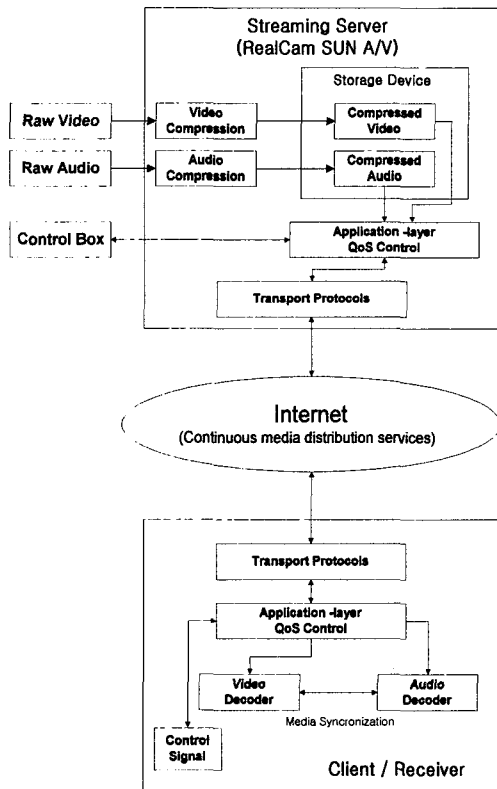 Streaming Server
(RealCam SUN A/V)
Storage Device
Raw Video
Video
Compression
Compressed
Video
Raw Audio
Audio
Compression
Compressed
Audio
Control Box
Application -layer
QoS Control
Transport Protocols
Internet
(Continuous media distribution services)
Transport Protocols
Application -layer
QoS Control
Video
Decoder
Audio
Decoder
Media Syncronization
Control
Signal
Client / Receiver